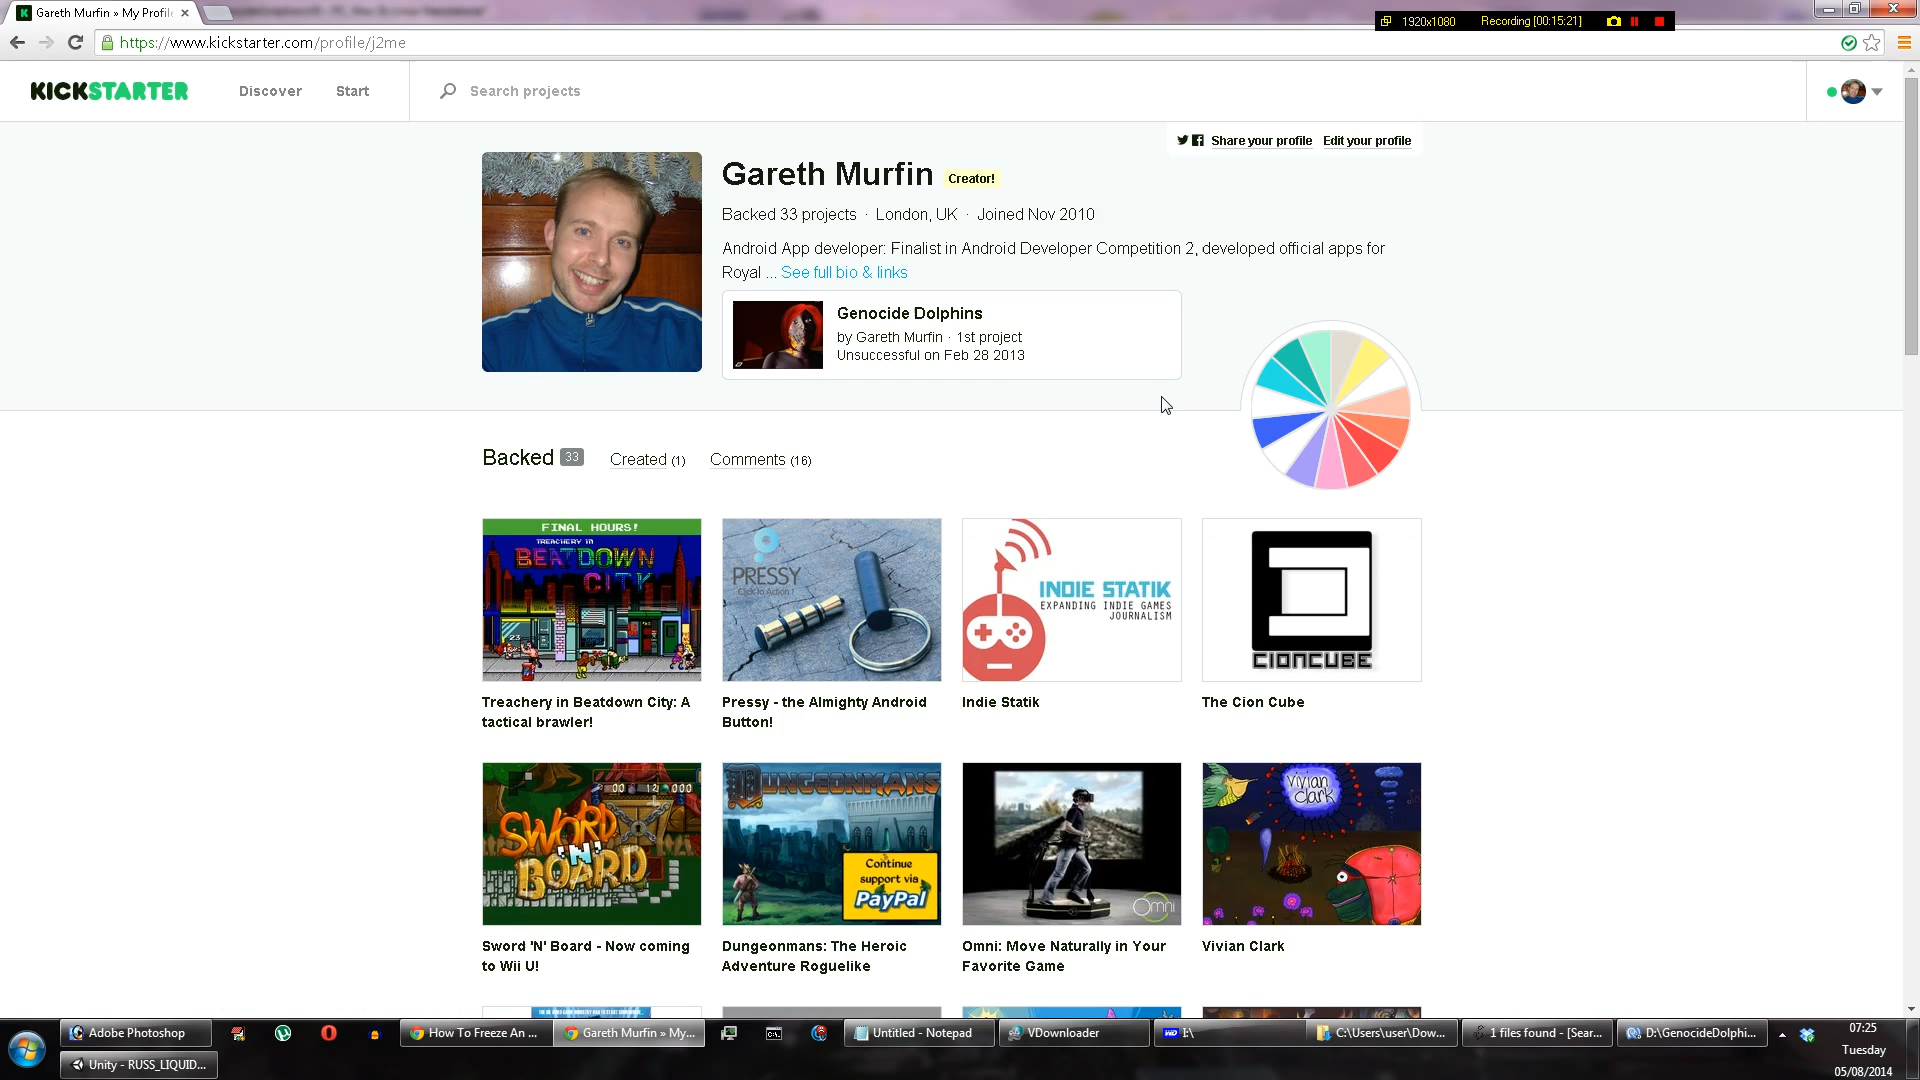 Gareth Murfin » My Profil
1920x1080
Recording [00:15:21]
https://www.kickstarter.com/profile/j2me
KICKSTARTER
Discover
Start
Search projects
Share your profile
Edit your profile
Gareth Murfin
Creator!
Backed 33 projects · London, UK · Joined Nov 2010
Android App developer: Finalist in Android Developer Competition 2, developed official apps for
Royal ... See full bio & links
Genocide Dolphins
by Gareth Murfin · 1st project
Unsuccessful on Feb 28 2013
Backed 33
Created (1)
Comments (16)
FINAL HOURS!
TREACHERY IN
BEATDOWN
CITY
23
PRESSY
Click to Action !
INDIE STATIK
EXPANDING INDIE GAMES
JOURNALISM
CIONCUBE
Treachery in Beatdown City: A
tactical brawler!
Pressy - the Almighty Android
Button!
Indie Statik
The Cion Cube
SWORD
'N'
BOARD
DUNGEONMANS
Continue
support via
PayPal
Omni
Vivian
Clark
Sword 'N' Board - Now coming
to Wii U!
Dungeonmans: The Heroic
Adventure Roguelike
Omni: Move Naturally in Your
Favorite Game
Vivian Clark
Adobe Photoshop
How To Freeze An ...
Gareth Murfin » My...
Untitled - Notepad
VDownloader
WD I:\
C:\Users\user\Dow...
1 files found - [Sear...
D:\GenocideDolphi...
Unity - RUSS_LIQUID...
07:25
Tuesday
05/08/2014